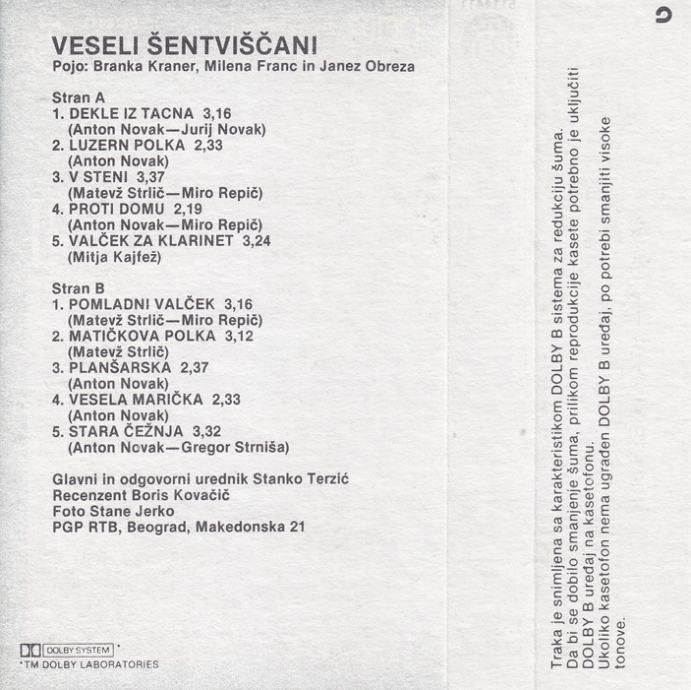 VESELI ŠENTVIŠČANI
Pojo: Branka Kraner, Milena Franc in Janez Obreza
Stran A
1. DEKLE IZ TACNA 3,16
(Anton Novak—Jurij Novak)
2. LUZERN POLKA 2,33
(Anton Novak)
3. V STENI 3,37
(Matevž Strlič—Miro Repič)
4. PROTI DOMU 2,19
(Anton Novak—Miro Repič)
5. VALČEK ZA KLARINET 3,24
(Mitja Kajfež)
Stran B
1. POMLADNI VALČEK 3,16
(Matevž Strlič—Miro Repič)
2. MATIČKOVA POLKA 3,12
(Matevž Strlič)
3. PLANŠARSKA 2,37
(Anton Novak)
4. VESELA MARIČKA 2,33
(Anton Novak)
5. STARA ČEŽNJA 3,32
(Anton Novak—Gregor Strniša)
Glavni in odgovorni urednik Stanko Terzić
Recenzent Boris Kovačič
Foto Stane Jerko
PGP RTB, Beograd, Makedonska 21
DOLBY SYSTEM *
*TM DOLBY LABORATORIES
Traka je snimljena sa karakteristikom DOLBY B sistema za redukciju šuma.
Da bi se dobilo smanjenje šuma, prilikom reprodukcije kasete potrebno je uključiti
DOLBY B uređaj na kasetofonu.
Ukoliko kasetofon nema ugrađen DOLBY B uređaj, po potrebi smanjiti visoke
tonove.